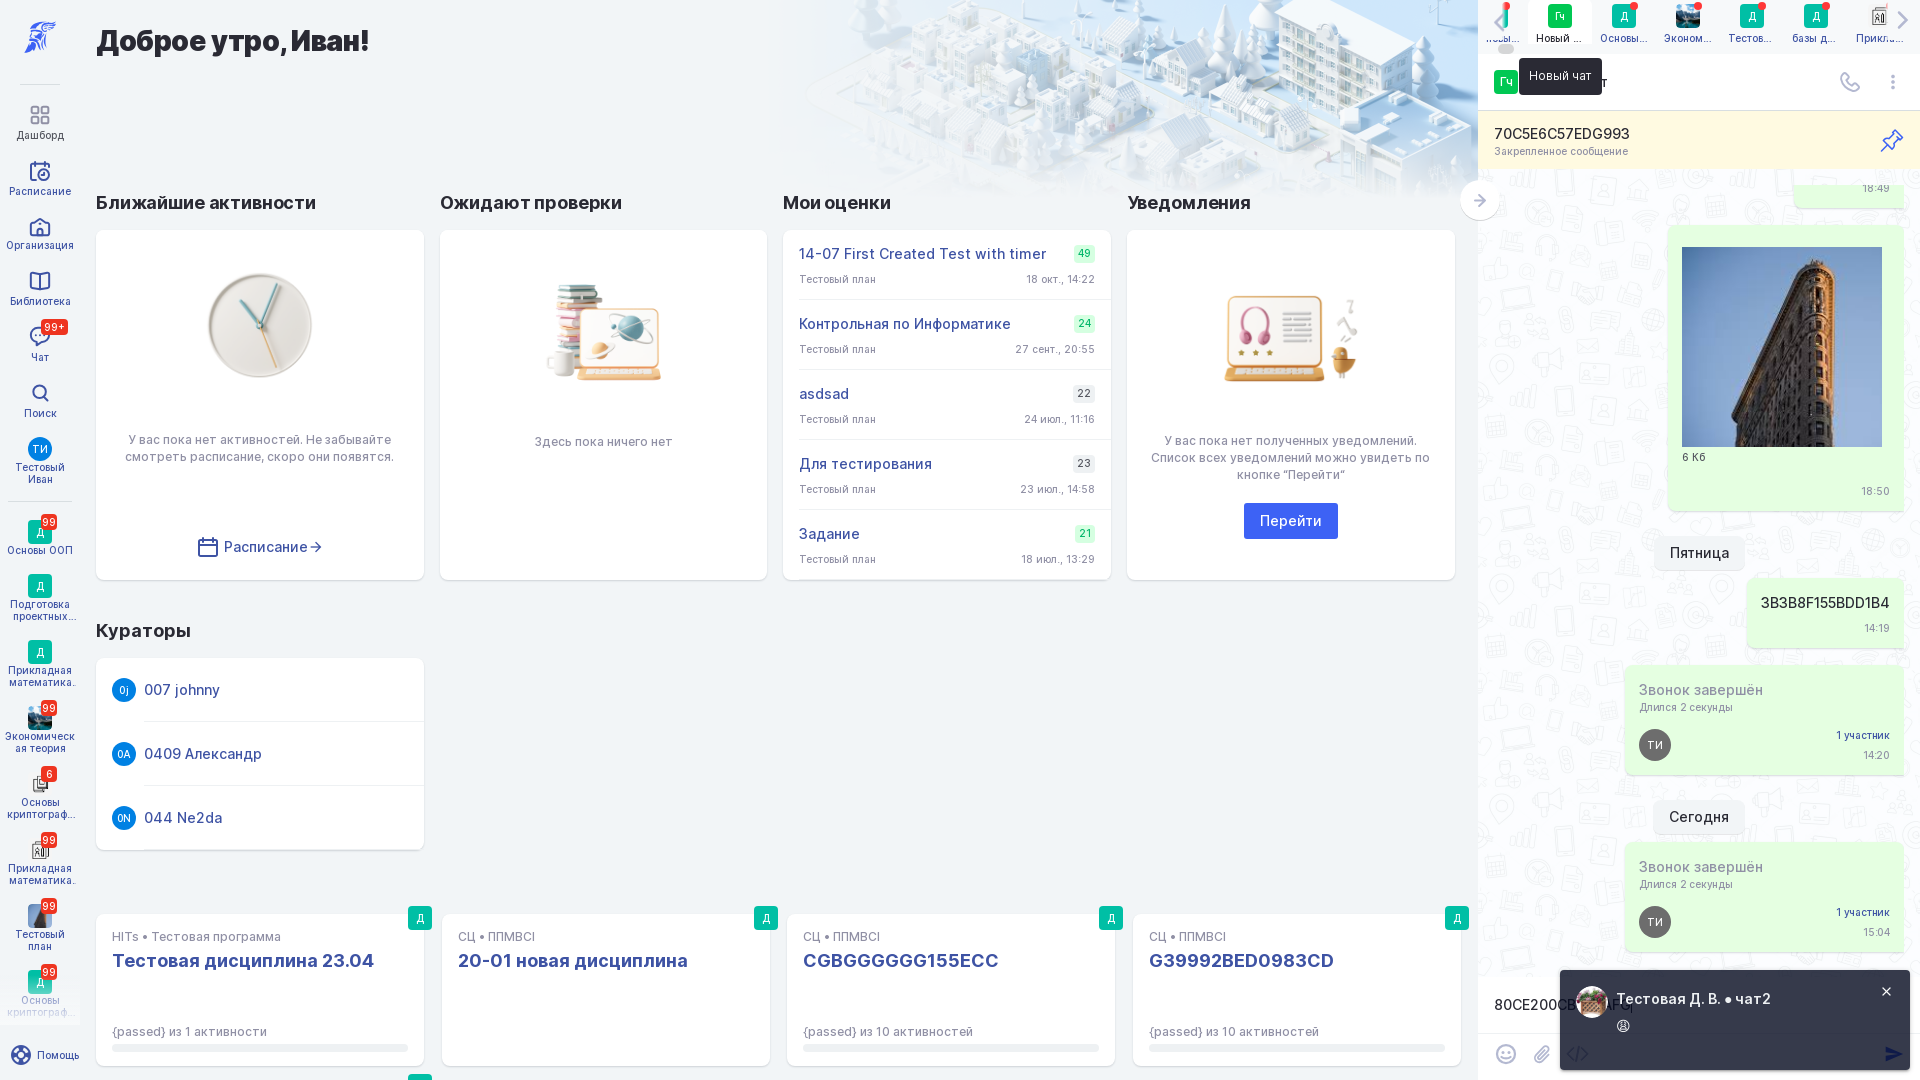 Дашборд
Расписание
Организация
Библиотека
99+
Чат
Поиск
ТИ
Тестовый
Иван
99
Д
Основы ООП
Д
Подготовка
проектных...
Д
Прикладная
математика.
99
Экономическ
ая теория
6
Основы
криптограф...
99
Прикладная
математика.
99
Тестовый
план
99
Д
Основы
криптограф...
Помощь
Доброе утро, Иван!
Ближайшие активности
У вас пока нет активностей. Не забывайте
смотреть расписание, скоро они появятся.
Расписание
Ожидают проверки
Здесь пока ничего нет
Мои оценки
14-07 First Created Test with timer 49
Тестовый план 18 окт., 14:22
Контрольная по Информатике 24
Тестовый план 27 сент., 20:55
asdsad 22
Тестовый план 24 июл., 11:16
Для тестирования 23
Тестовый план 23 июл., 14:58
Задание 21
Тестовый план 18 июл., 13:29
Уведомления
У вас пока нет полученных уведомлений.
Список всех уведомлений можно увидеть по
кнопке “Перейти“
Перейти
Кураторы
0j 007 johnny
0А 0409 Александр
0N 044 Ne2da
Д
HITs • Тестовая программа
Тестовая дисциплина 23.04
{passed} из 1 активности
Д
СЦ • ППМВСІ
20-01 новая дисциплина
Д
СЦ • ППМВСІ
CGBGGGGGG155ECC
{passed} из 10 активностей
Д
СЦ • ППМВСІ
G39992BED0983CD
{passed} из 10 активностей
Гч Д Д Д
Новый ... Основы... Эконом... Тестов... базы д...
Гч
Новый чат
70C5E6C57EDG993
Закрепленное сообщение
18:49
6 Кб
18:50
Пятница
3B3B8F155BDD1B4
14:19
Звонок завершён
Длился 2 секунды
ТИ
1 участник
14:20
Сегодня
Звонок завершён
Длился 2 секунды
ТИ
1 участник
15:04
Тестовая Д. В. ● чат2